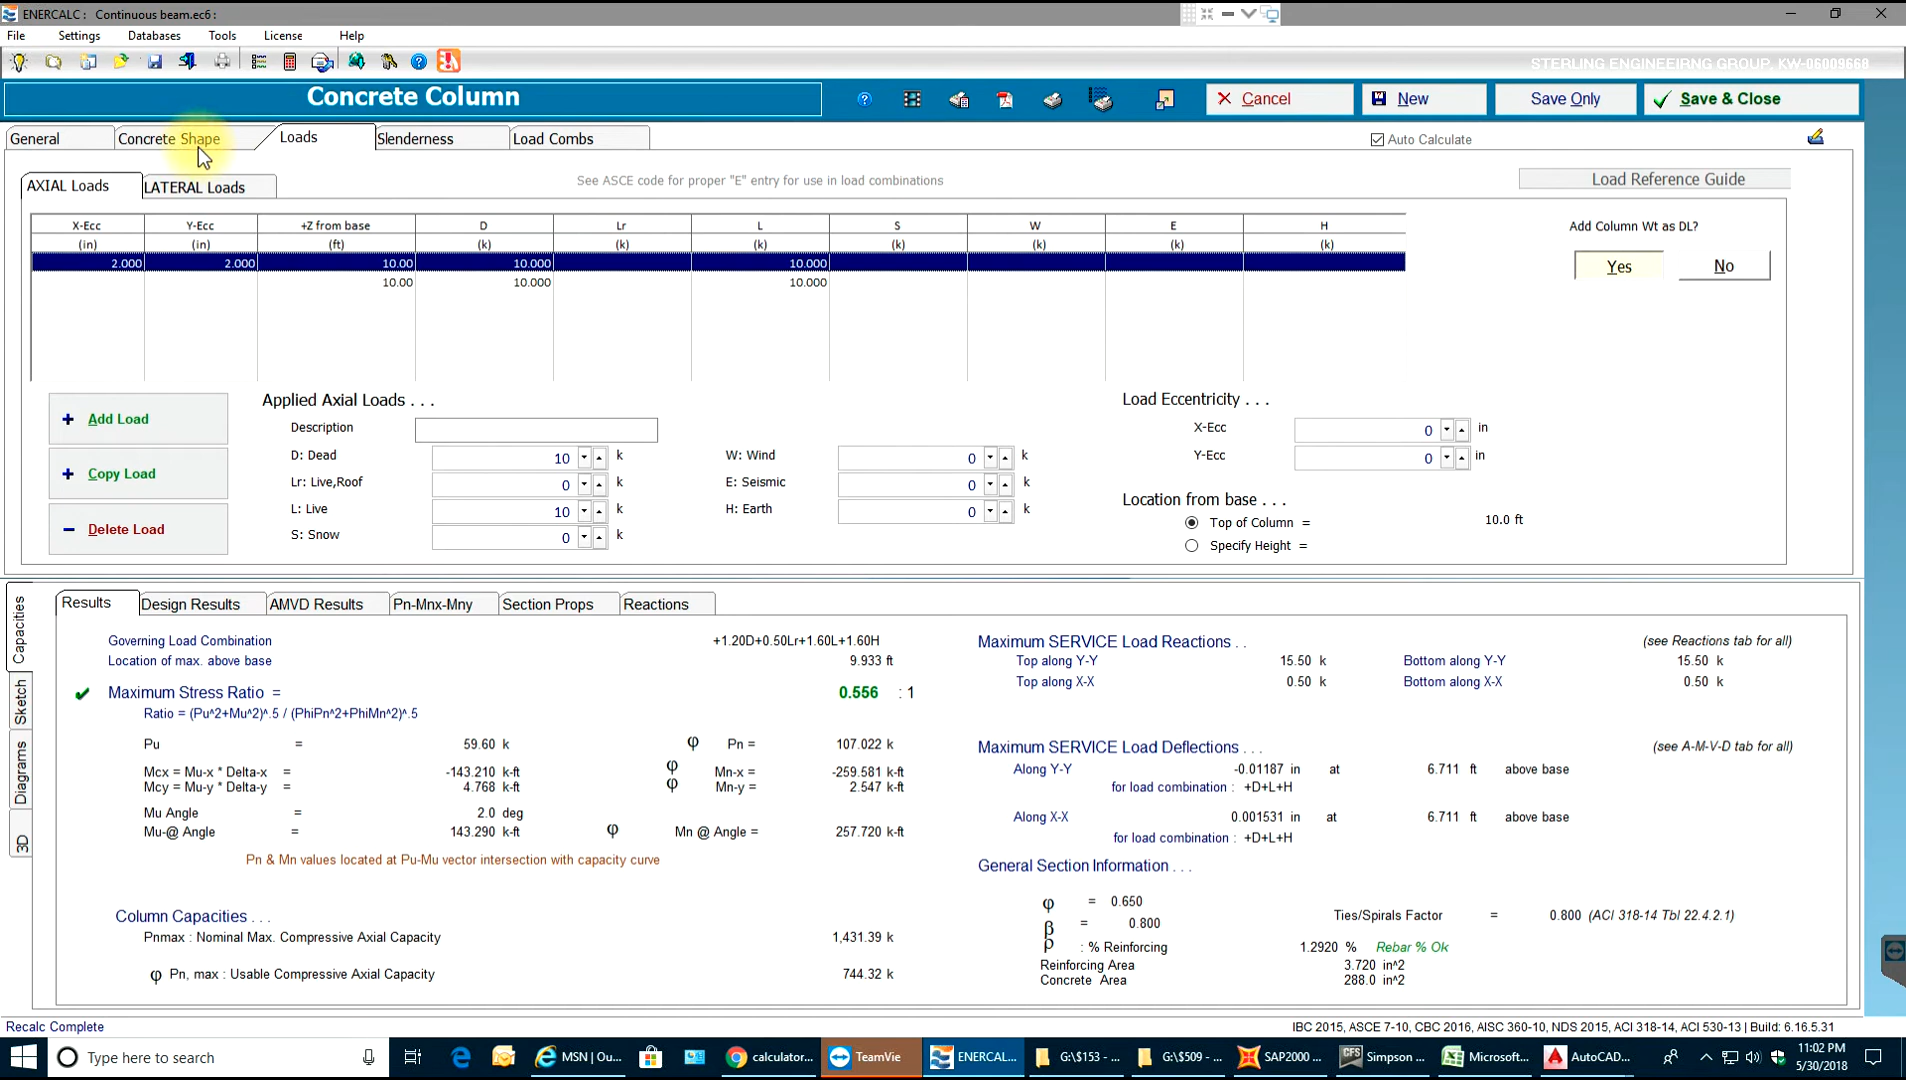 ENERCALC : Continuous beam.ec6 :
File Settings Databases Tools License Help
STERLING ENGINEEIRNG GROUP, KW-06009668
Concrete Column
Cancel New Save Only Save & Close
General Concrete Shape Loads Slenderness Load Combs Auto Calculate
AXIAL Loads LATERAL Loads See ASCE code for proper "E" entry for use in load combinations Load Reference Guide
X-Ecc Y-Ecc +Z from base D Lr L S W E H Add Column Wt as DL?
(in) (in) (ft) (k) (k) (k) (k) (k) (k) (k)
2.000 2.000 10.00 10.000 10.000 Yes No
10.00 10.000 10.000
+ Add Load
+ Copy Load
− Delete Load
Applied Axial Loads . . .
Description
D: Dead 10 k W: Wind 0 k
Lr: Live,Roof 0 k E: Seismic 0 k
L: Live 10 k H: Earth 0 k
S: Snow 0 k
Load Eccentricity . . .
X-Ecc 0 in
Y-Ecc 0 in
Location from base . . .
Top of Column = 10.0 ft
Specify Height =
Capacities
Sketch
Diagrams
3D
Results Design Results AMVD Results Pn-Mnx-Mny Section Props Reactions
Governing Load Combination +1.20D+0.50Lr+1.60L+1.60H
Location of max. above base 9.933 ft
Maximum Stress Ratio = 0.556 : 1
Ratio = (Pu^2+Mu^2)^.5 / (PhiPn^2+PhiMn^2)^.5
Pu = 59.60 k φ Pn = 107.022 k
Mcx = Mu-x * Delta-x = -143.210 k-ft φ Mn-x = -259.581 k-ft
Mcy = Mu-y * Delta-y = 4.768 k-ft φ Mn-y = 2.547 k-ft
Mu Angle = 2.0 deg
Mu-@ Angle = 143.290 k-ft φ Mn @ Angle = 257.720 k-ft
Pn & Mn values located at Pu-Mu vector intersection with capacity curve
Column Capacities . . .
Pnmax : Nominal Max. Compressive Axial Capacity 1,431.39 k
φ Pn, max : Usable Compressive Axial Capacity 744.32 k
Maximum SERVICE Load Reactions . . (see Reactions tab for all)
Top along Y-Y 15.50 k Bottom along Y-Y 15.50 k
Top along X-X 0.50 k Bottom along X-X 0.50 k
Maximum SERVICE Load Deflections . . . (see A-M-V-D tab for all)
Along Y-Y -0.01187 in at 6.711 ft above base
for load combination : +D+L+H
Along X-X 0.001531 in at 6.711 ft above base
for load combination : +D+L+H
General Section Information . . .
φ = 0.650 Ties/Spirals Factor = 0.800 (ACI 318-14 Tbl 22.4.2.1)
β = 0.800
ρ : % Reinforcing 1.2920 % Rebar % Ok
Reinforcing Area 3.720 in^2
Concrete Area 288.0 in^2
Recalc Complete IBC 2015, ASCE 7-10, CBC 2016, AISC 360-10, NDS 2015, ACI 318-14, ACI 530-13 | Build: 6.16.5.31
Type here to search MSN | Ou... calculator... TeamVie ENERCALC... G:\$153 - ... G:\$509 - ... SAP2000 ... CFS Simpson ... Microsoft... AutoCAD... 11:02 PM
5/30/2018